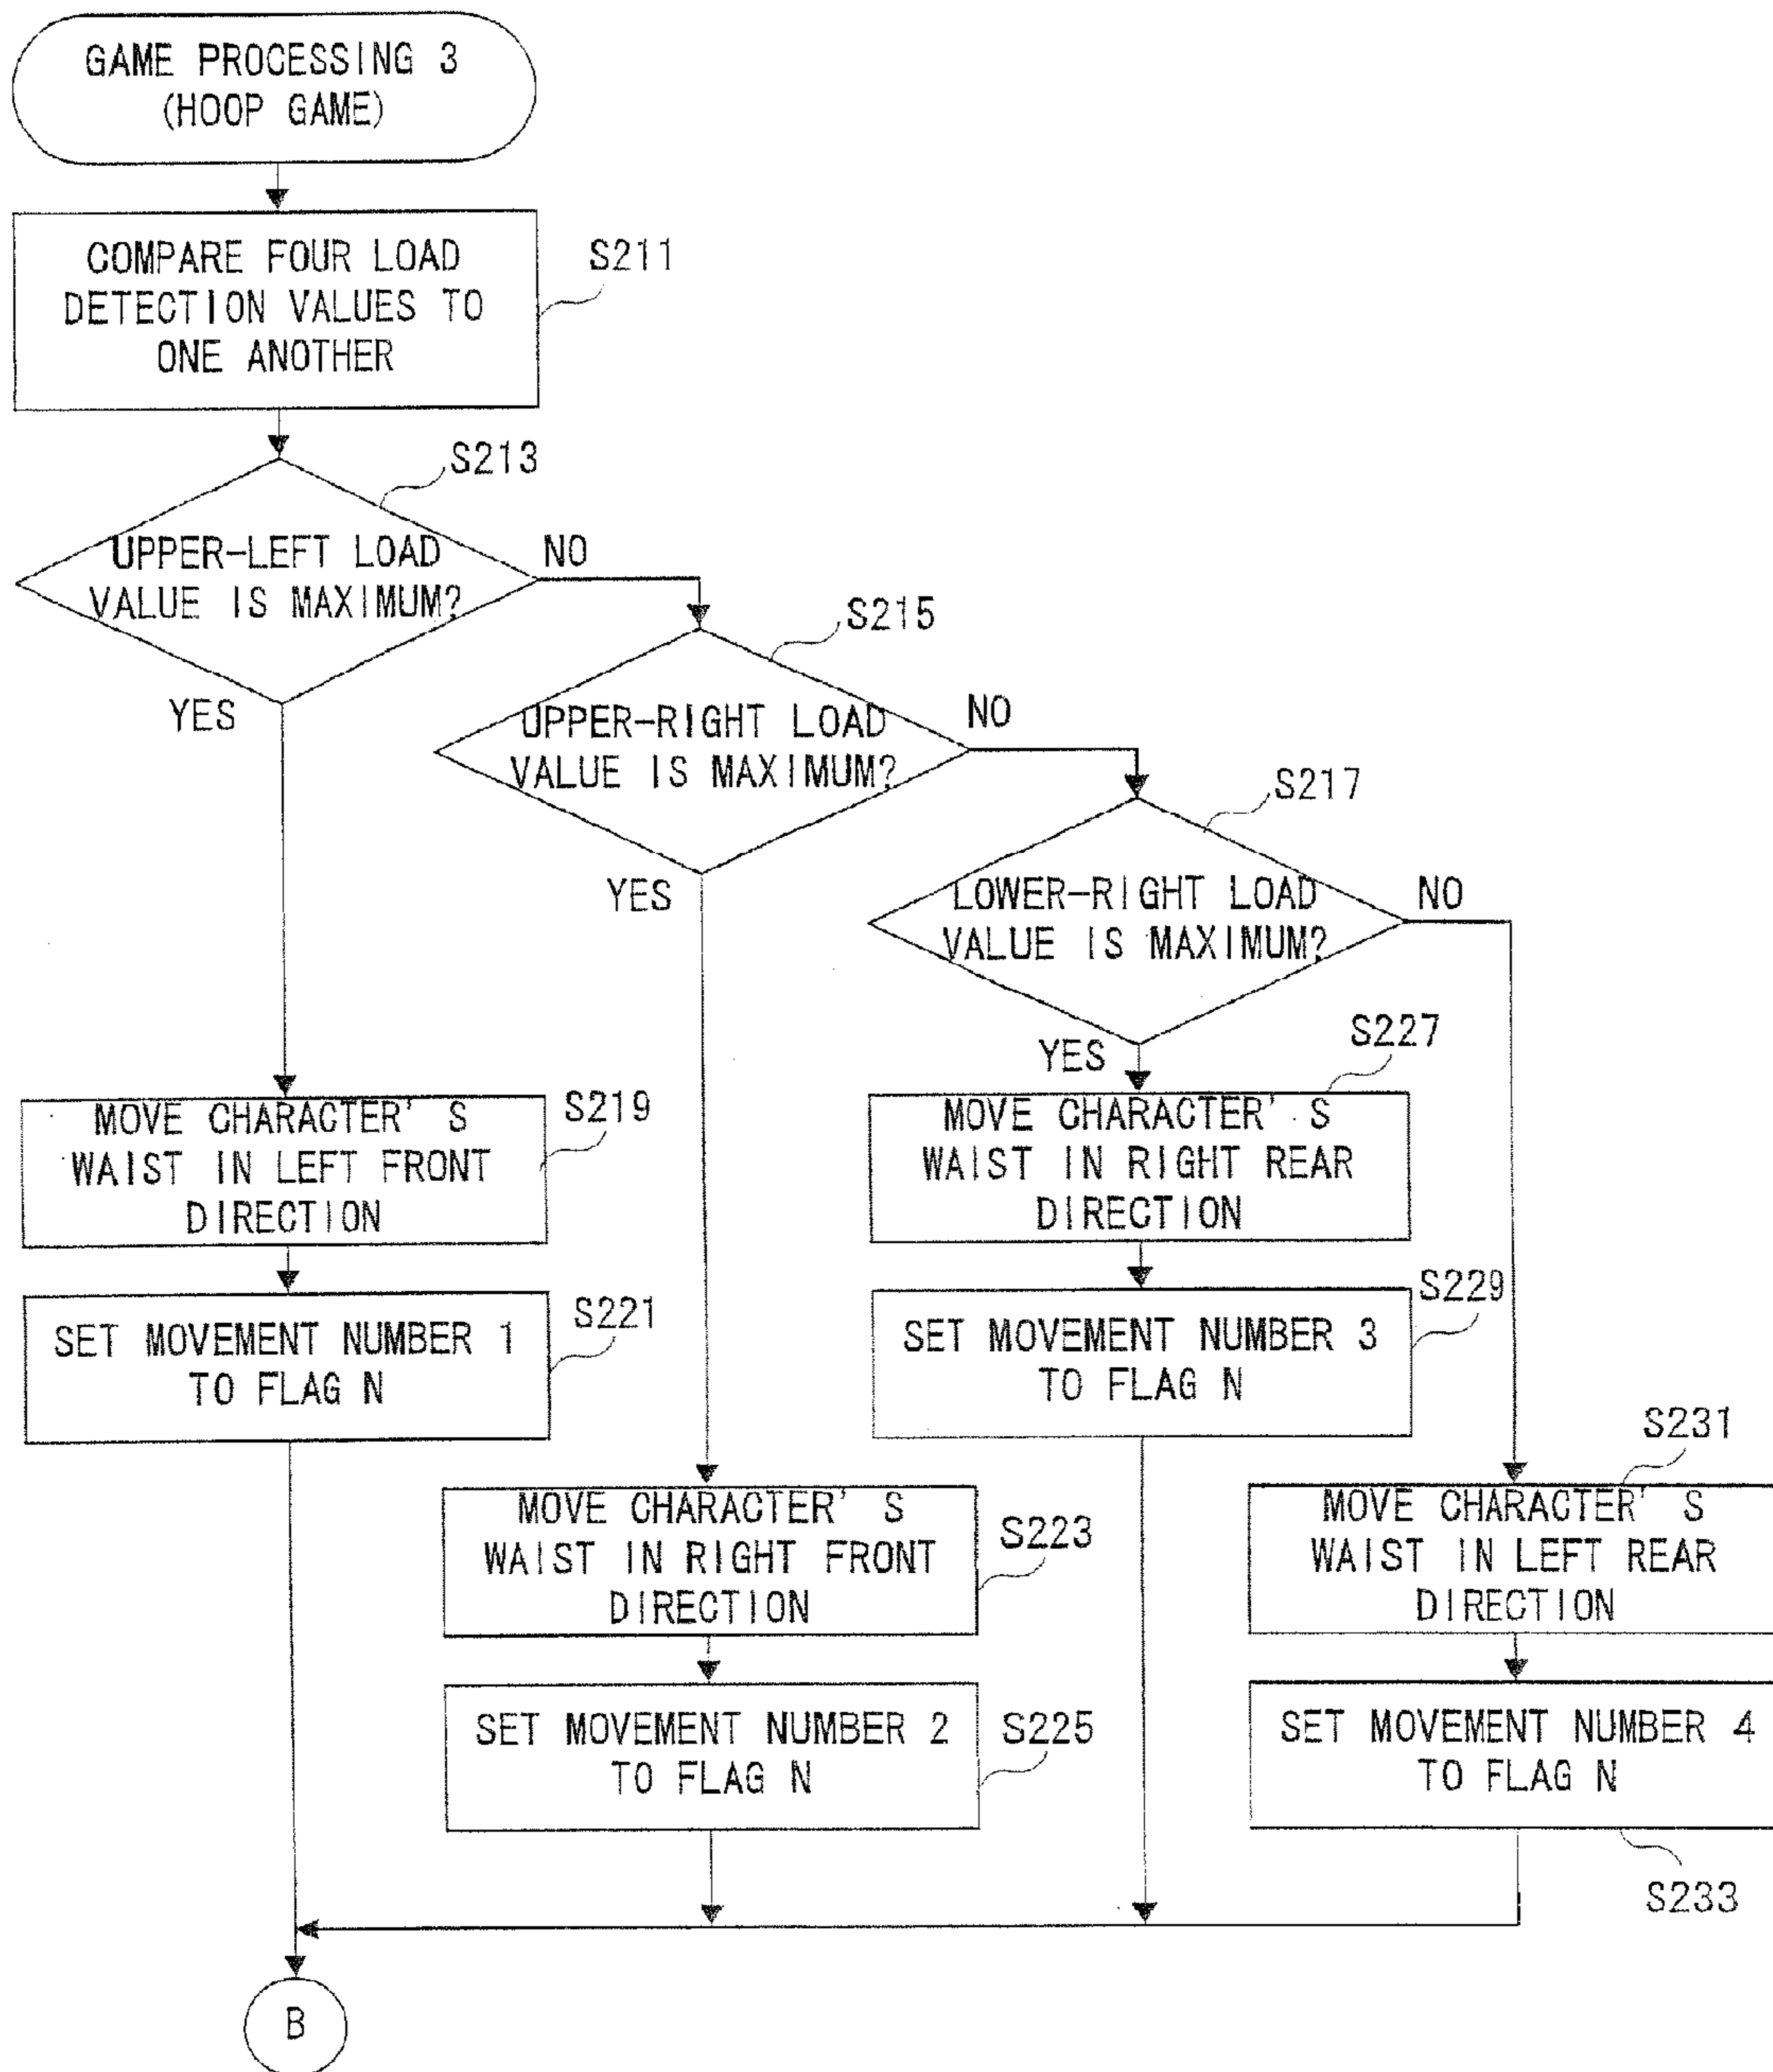 GAME PROCESSING 3
(HOOP GAME)
COMPARE FOUR LOAD
DETECTION VALUES TO
ONE ANOTHER
S211
S213
UPPER-LEFT LOAD
VALUE IS MAXIMUM?
NO
YES
S215
UPPER-RIGHT LOAD
VALUE IS MAXIMUM?
NO
YES
S217
LOWER-RIGHT LOAD
VALUE IS MAXIMUM?
NO
YES
S219
MOVE CHARACTER'S
WAIST IN LEFT FRONT
DIRECTION
S227
MOVE CHARACTER'S
WAIST IN RIGHT REAR
DIRECTION
S221
SET MOVEMENT NUMBER 1
TO FLAG N
S229
SET MOVEMENT NUMBER 3
TO FLAG N
S223
MOVE CHARACTER'S
WAIST IN RIGHT FRONT
DIRECTION
S231
MOVE CHARACTER'S
WAIST IN LEFT REAR
DIRECTION
S225
SET MOVEMENT NUMBER 2
TO FLAG N
SET MOVEMENT NUMBER 4
TO FLAG N
S233
B